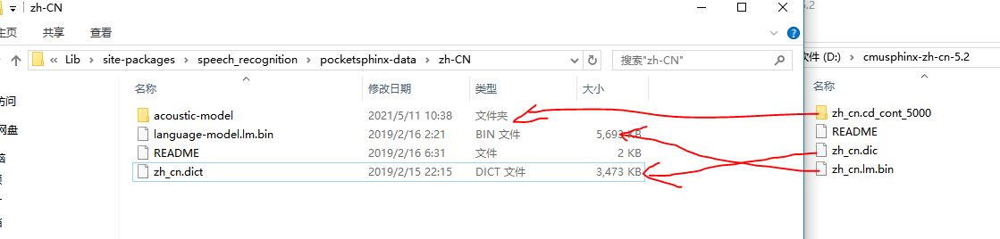 zh-CN
主页 共享 查看
« Lib › site-packages › speech_recognition › pocketsphinx-data › zh-CN 搜索"zh-CN"
名称 修改日期 类型 大小
acoustic-model 2021/5/11 10:38 文件夹
language-model.lm.bin 2019/2/16 2:21 BIN 文件 5,693 KB
README 2019/2/16 6:31 文件 2 KB
zh_cn.dict 2019/2/15 22:15 DICT 文件 3,473 KB
访问
网盘
5.2
软件 (D:) › cmusphinx-zh-cn-5.2
名称
zh_cn.cd_cont_5000
README
zh_cn.dic
zh_cn.lm.bin